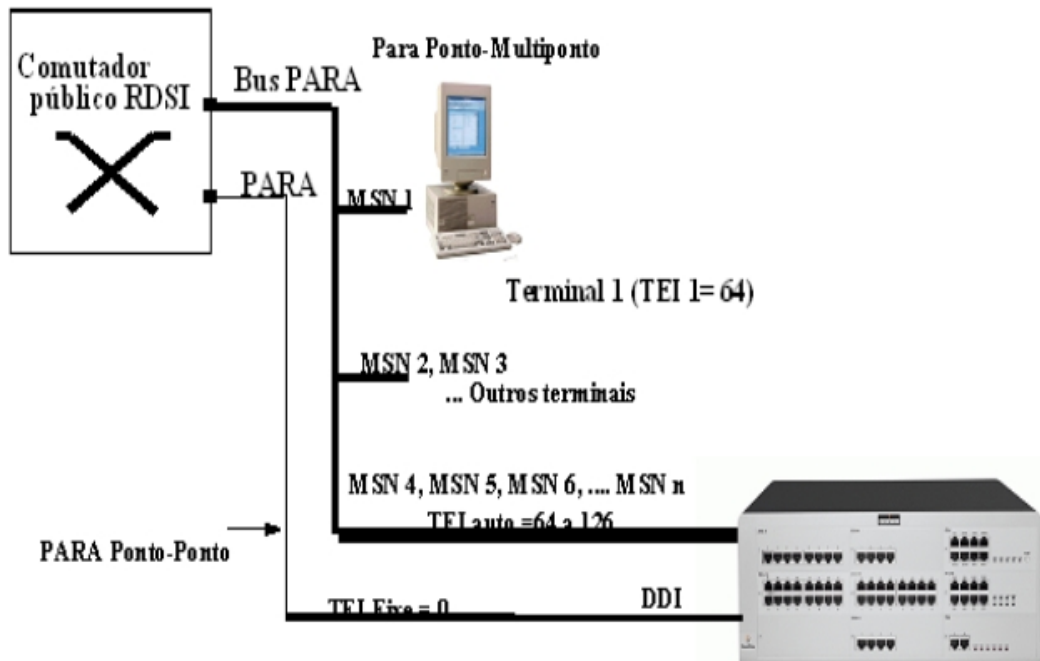 Para Ponto-Multiponto
Comutador
público RDSI
Bus PARA
PARA
MSN 1
Terminal 1 (TEI 1= 64)
MSN 2, MSN 3
... Outros terminais
MSN 4, MSN 5, MSN 6, .... MSN n
TEI auto =64 a 126
PARA Ponto-Ponto
TEI Fixe = 0
DDI